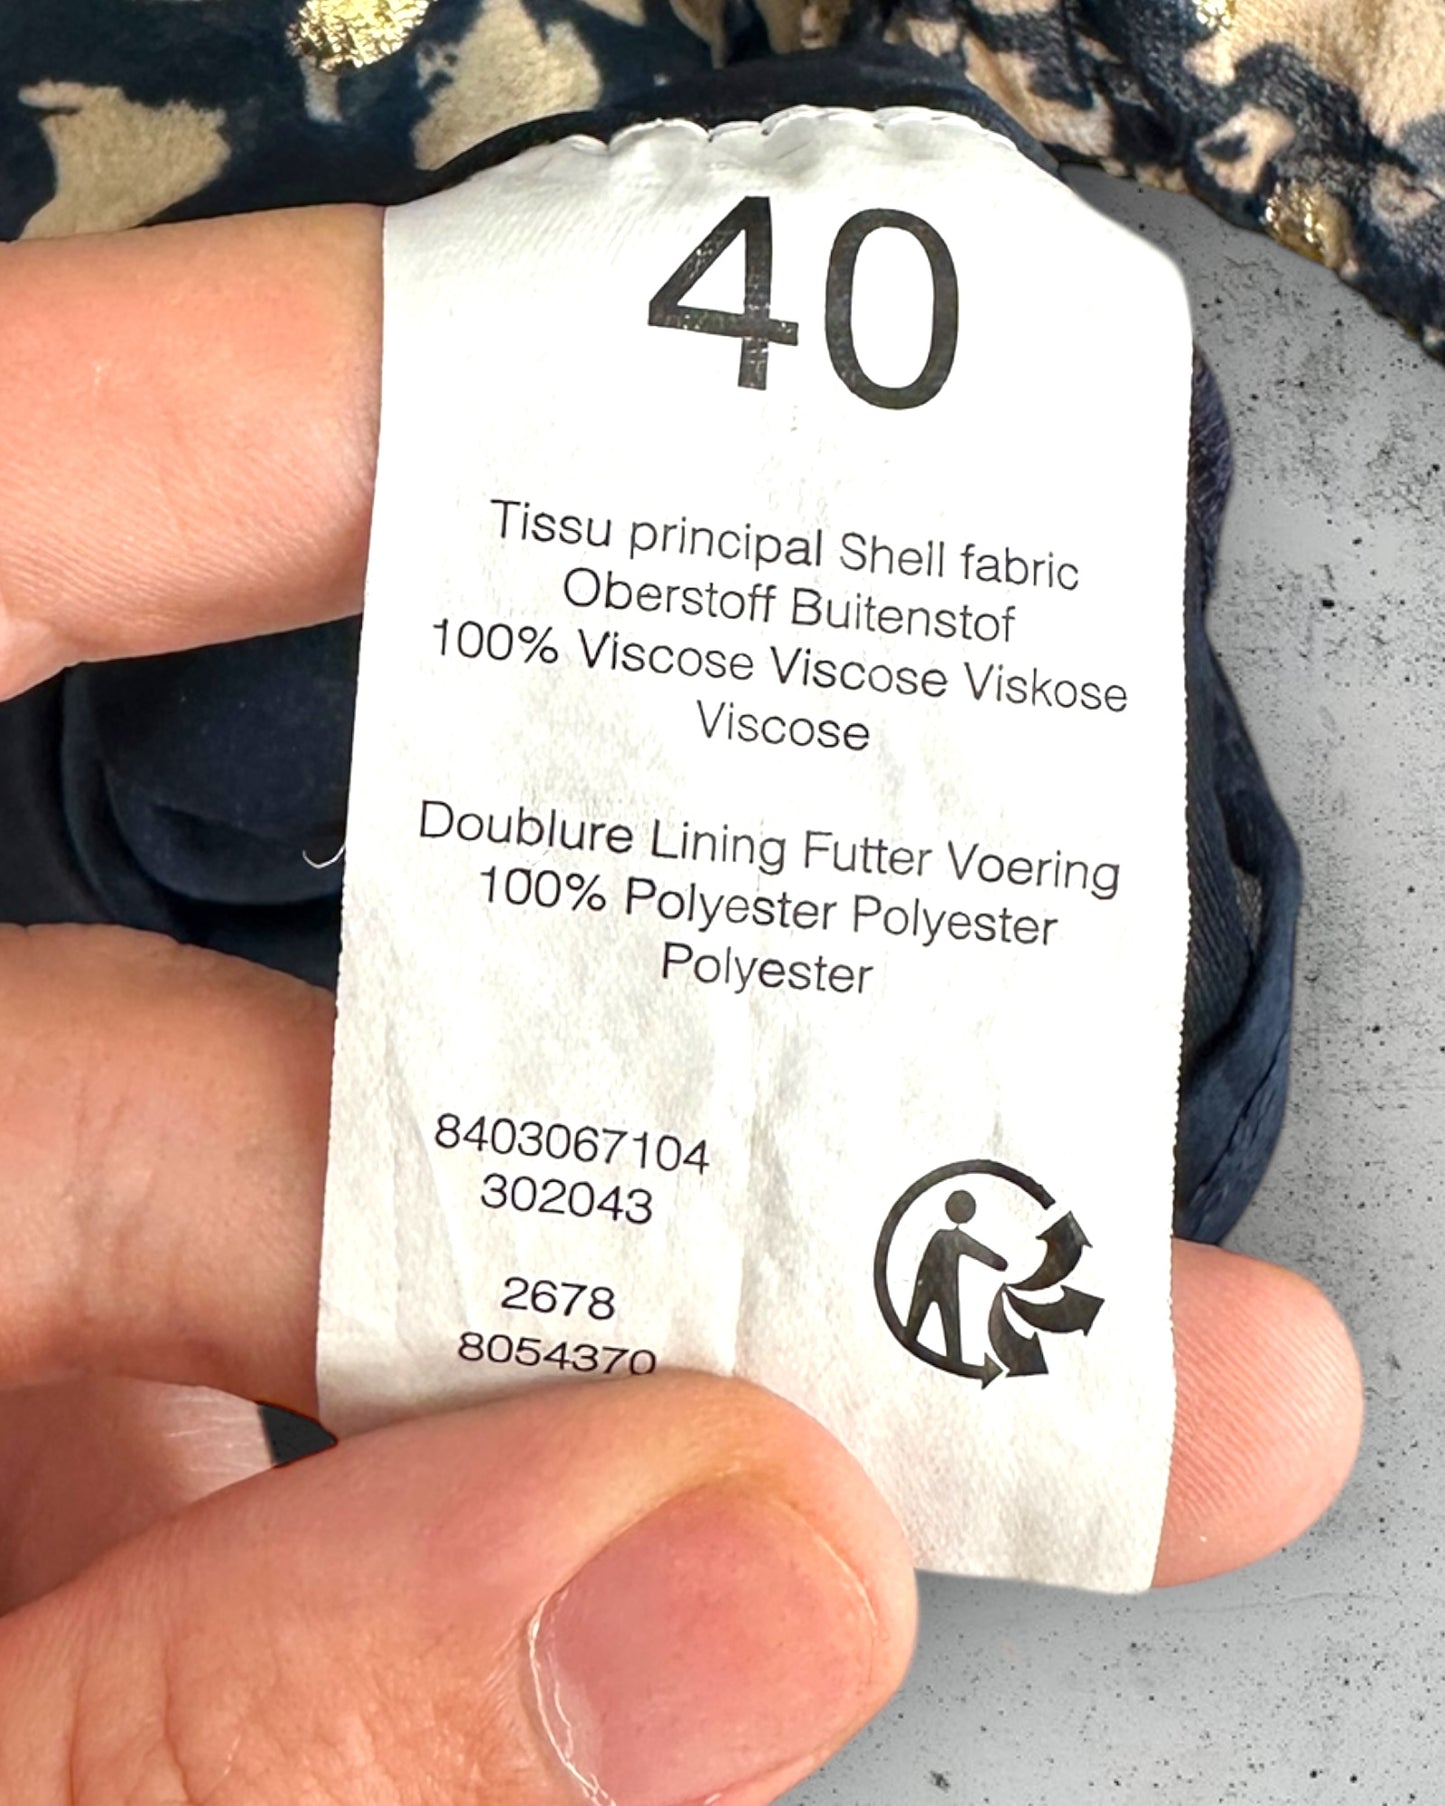 40
Tissu principal Shell fabric
Oberstoff Buitenstof
100% Viscose Viscose Viskose
Viscose
Doublure Lining Futter Voering
100% Polyester Polyester
Polyester
8403067104
302043
2678
8054370